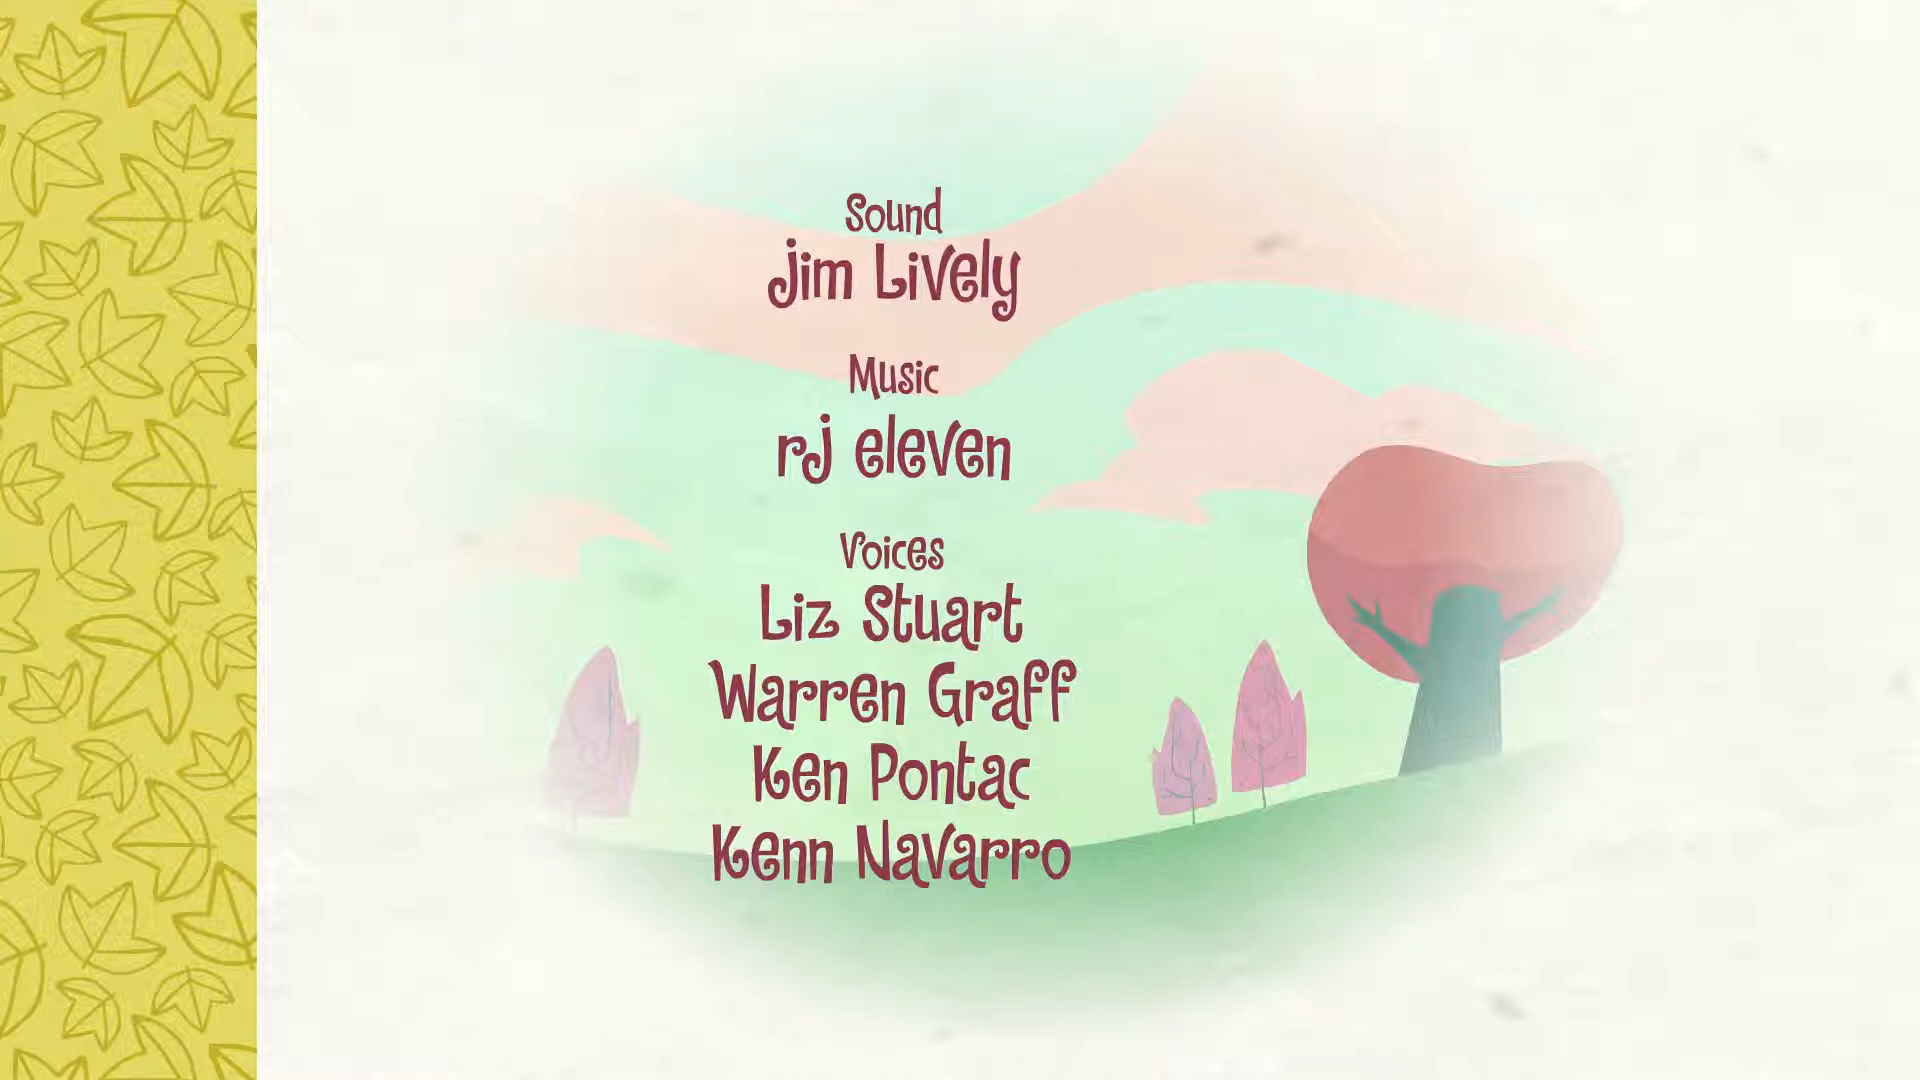 Sound
Jim Lively
Music
rj eleven
Voices
Liz Stuart
Warren Graff
Ken Pontac
Kenn Navarro